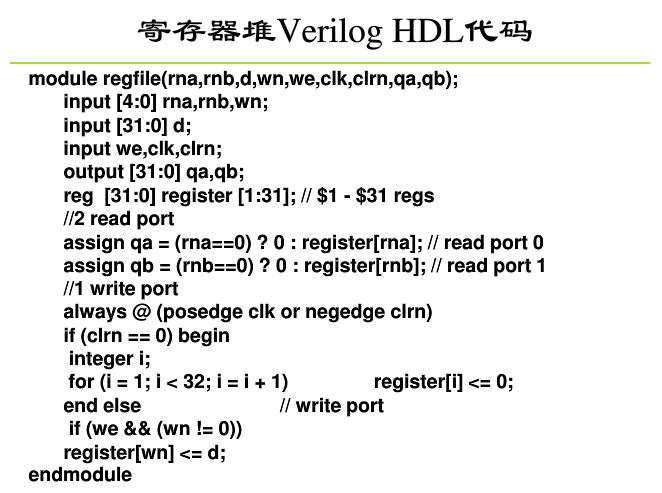 寄存器堆Verilog HDL代码
module regfile(rna,rnb,d,wn,we,clk,clrn,qa,qb);
input [4:0] rna,rnb,wn;
input [31:0] d;
input we,clk,clrn;
output [31:0] qa,qb;
reg [31:0] register [1:31]; // $1 - $31 regs
//2 read port
assign qa = (rna==0) ? 0 : register[rna]; // read port 0
assign qb = (rnb==0) ? 0 : register[rnb]; // read port 1
//1 write port
always @ (posedge clk or negedge clrn)
if (clrn == 0) begin
integer i;
for (i = 1; i < 32; i = i + 1) register[i] <= 0;
end else // write port
if (we && (wn != 0))
register[wn] <= d;
endmodule